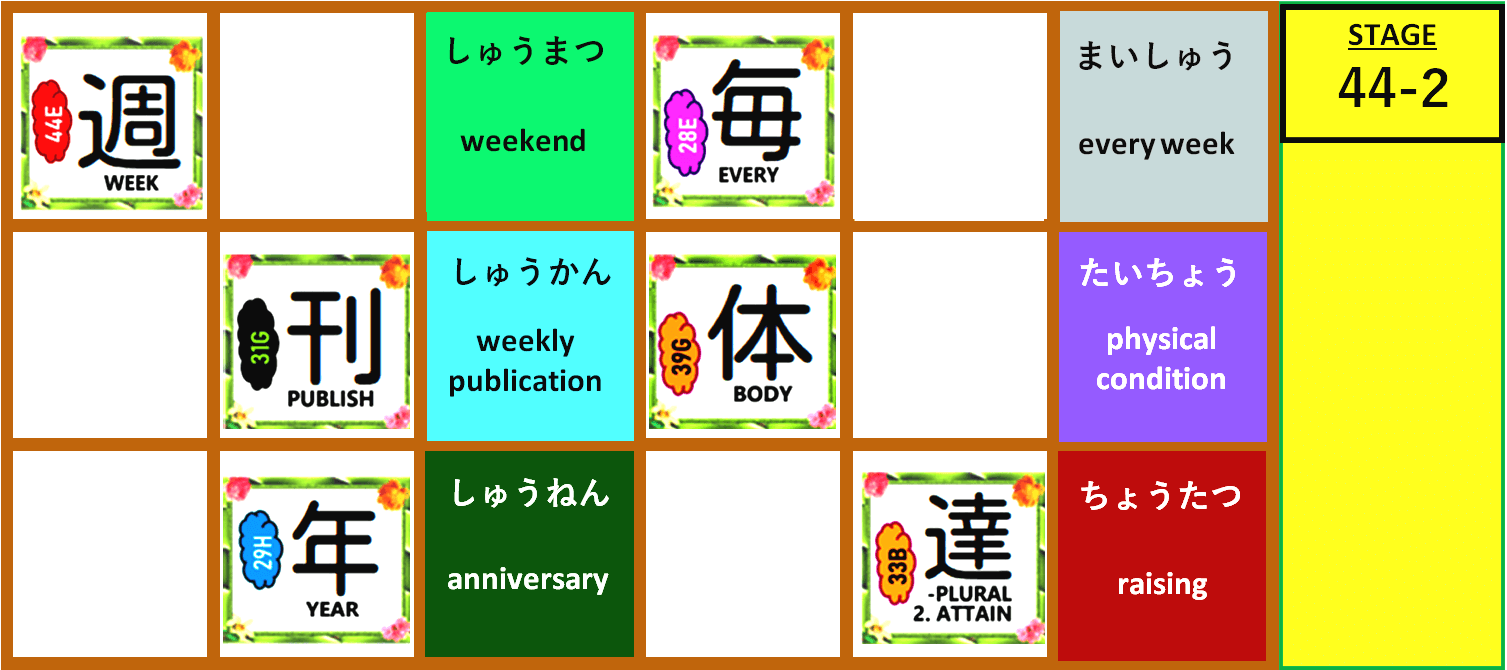 44E
週
WEEK
しゅうまつ
weekend
28E
毎
EVERY
まいしゅう
every week
STAGE
44-2
31G
刊
PUBLISH
しゅうかん
weekly
publication
39G
体
BODY
たいちょう
physical
condition
29H
年
YEAR
しゅうねん
anniversary
33B
達
-PLURAL
2. ATTAIN
ちょうたつ
raising